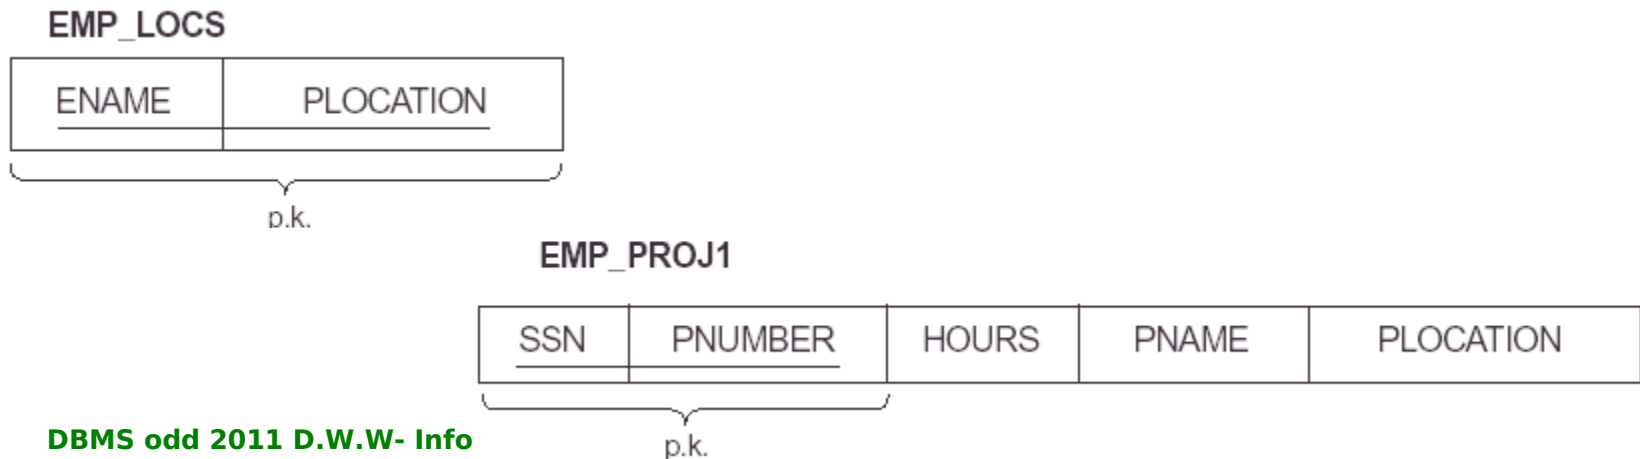 EMP_LOCS
ENAME PLOCATION
p.k.
EMP_PROJ1
SSN PNUMBER HOURS PNAME PLOCATION
p.k.
DBMS odd 2011 D.W.W- Info